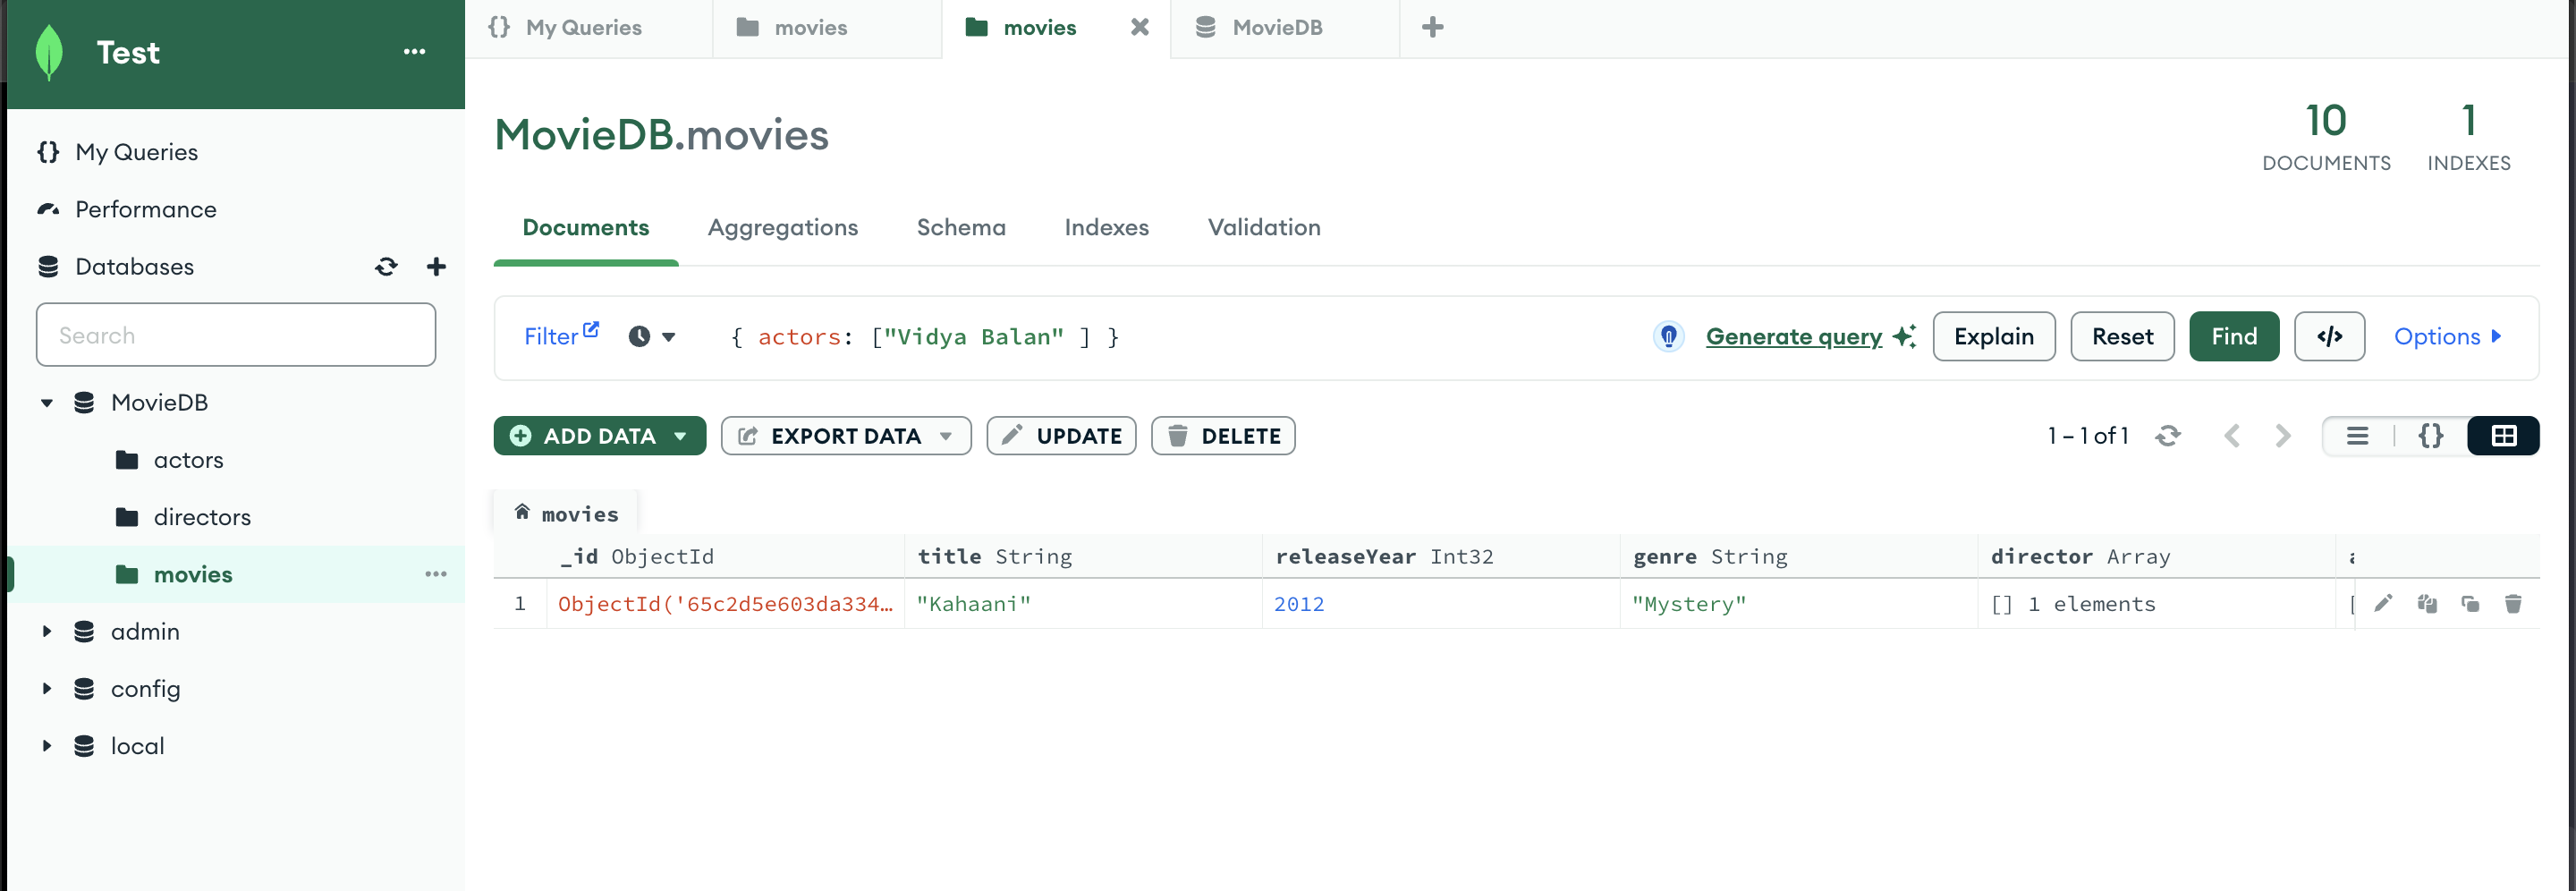 Test
My Queries
Performance
Databases
Search
MovieDB
actors
directors
movies
admin
config
local
{} My Queries
movies
movies
MovieDB
MovieDB.movies
10
DOCUMENTS
1
INDEXES
Documents
Aggregations
Schema
Indexes
Validation
Filter
{ actors: ["Vidya Balan" ] }
Generate query
Explain
Reset
Find
</>
Options
ADD DATA
EXPORT DATA
UPDATE
DELETE
1 – 1 of 1
{}
movies
_id ObjectId title String releaseYear Int32 genre String director Array
1 ObjectId('65c2d5e603da334… "Kahaani" 2012 "Mystery" [] 1 elements [